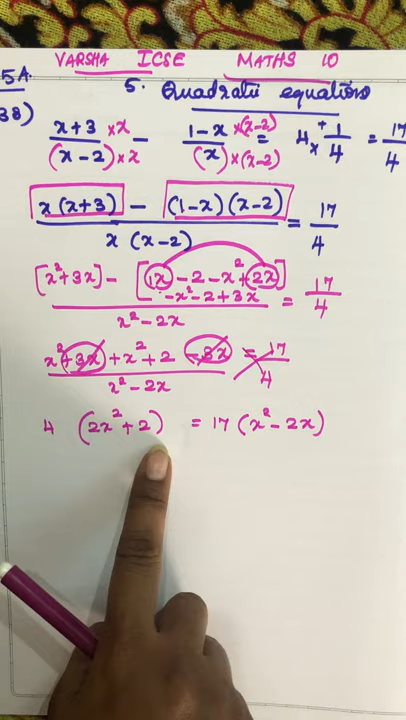 VARSHA ICSE MATHS 10
5A. 5. Quadratic equations
38)
x+3 ×x / (x-2) ×x - 1-x ×(x-2) / (x) ×(x-2) = 4 × + 1/4 = 17/4
x(x+3) - (1-x)(x-2) / x(x-2) = 17/4
[x²+3x] - [1x - 2 - x² + 2x] / x²-2x = 17/4
-x²-2+3x
x²+3x+x²+2-3x / x²-2x = 17/4
4 (2x²+2) = 17 (x²-2x)